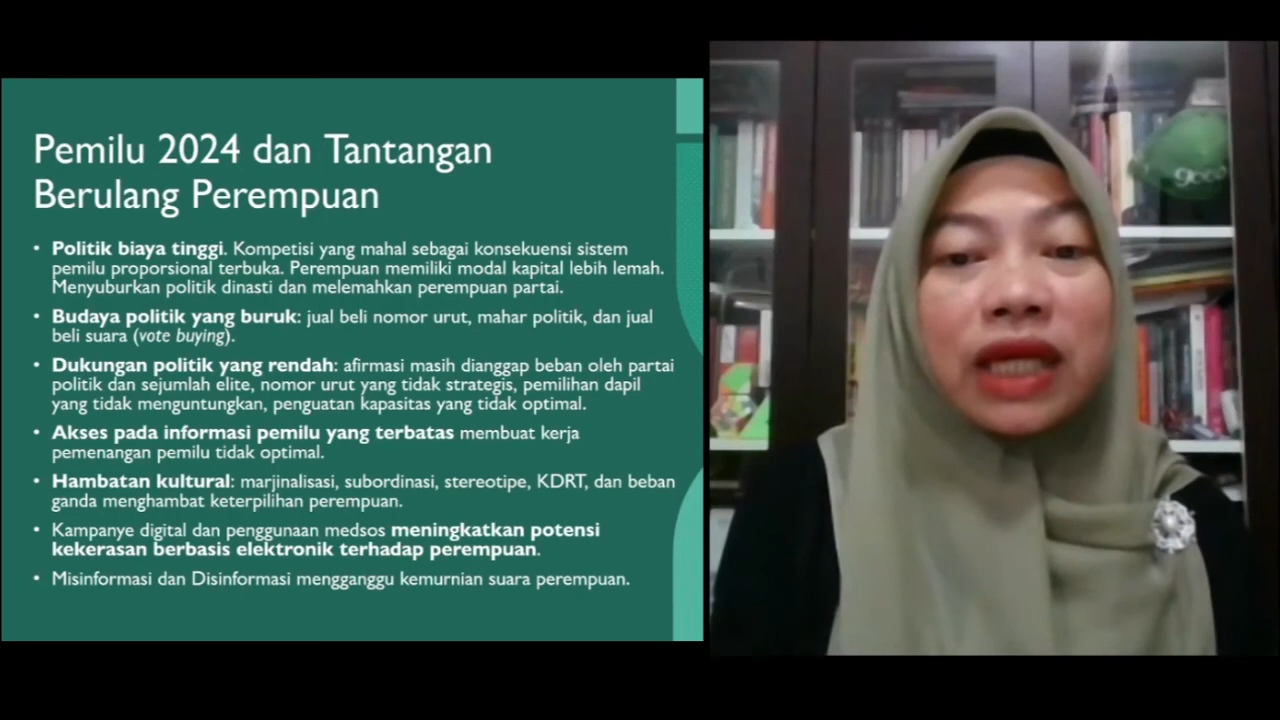 Pemilu 2024 dan Tantangan
Berulang Perempuan
• Politik biaya tinggi. Kompetisi yang mahal sebagai konsekuensi sistem
pemilu proporsional terbuka. Perempuan memiliki modal kapital lebih lemah.
Menyuburkan politik dinasti dan melemahkan perempuan partai.
• Budaya politik yang buruk: jual beli nomor urut, mahar politik, dan jual
beli suara (vote buying).
• Dukungan politik yang rendah: afirmasi masih dianggap beban oleh partai
politik dan sejumlah elite, nomor urut yang tidak strategis, pemilihan dapil
yang tidak menguntungkan, penguatan kapasitas yang tidak optimal.
• Akses pada informasi pemilu yang terbatas membuat kerja
pemenangan pemilu tidak optimal.
• Hambatan kultural: marjinalisasi, subordinasi, stereotipe, KDRT, dan beban
ganda menghambat keterpilihan perempuan.
• Kampanye digital dan penggunaan medsos meningkatkan potensi
kekerasan berbasis elektronik terhadap perempuan.
• Misinformasi dan Disinformasi mengganggu kemurnian suara perempuan.